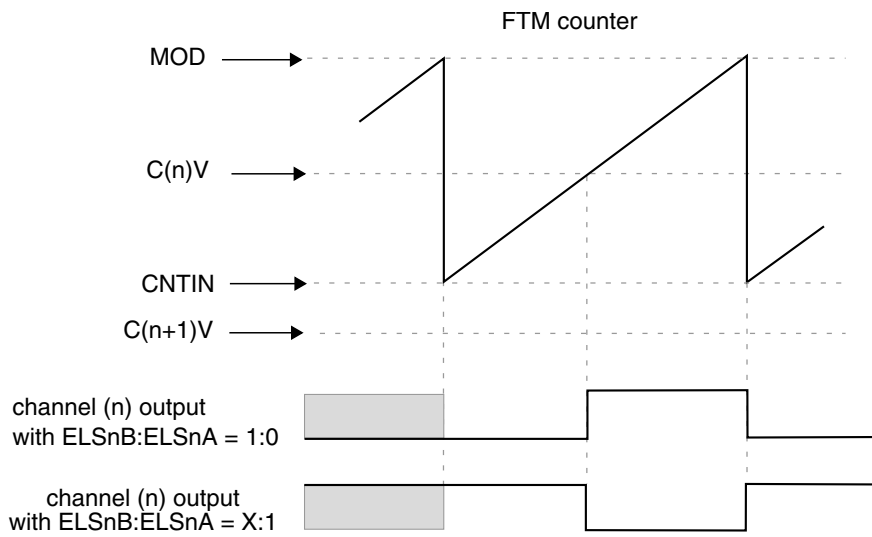 FTM counter
MOD
C(n)V
CNTIN
C(n+1)V
channel (n) output
with ELSnB:ELSnA = 1:0
channel (n) output
with ELSnB:ELSnA = X:1